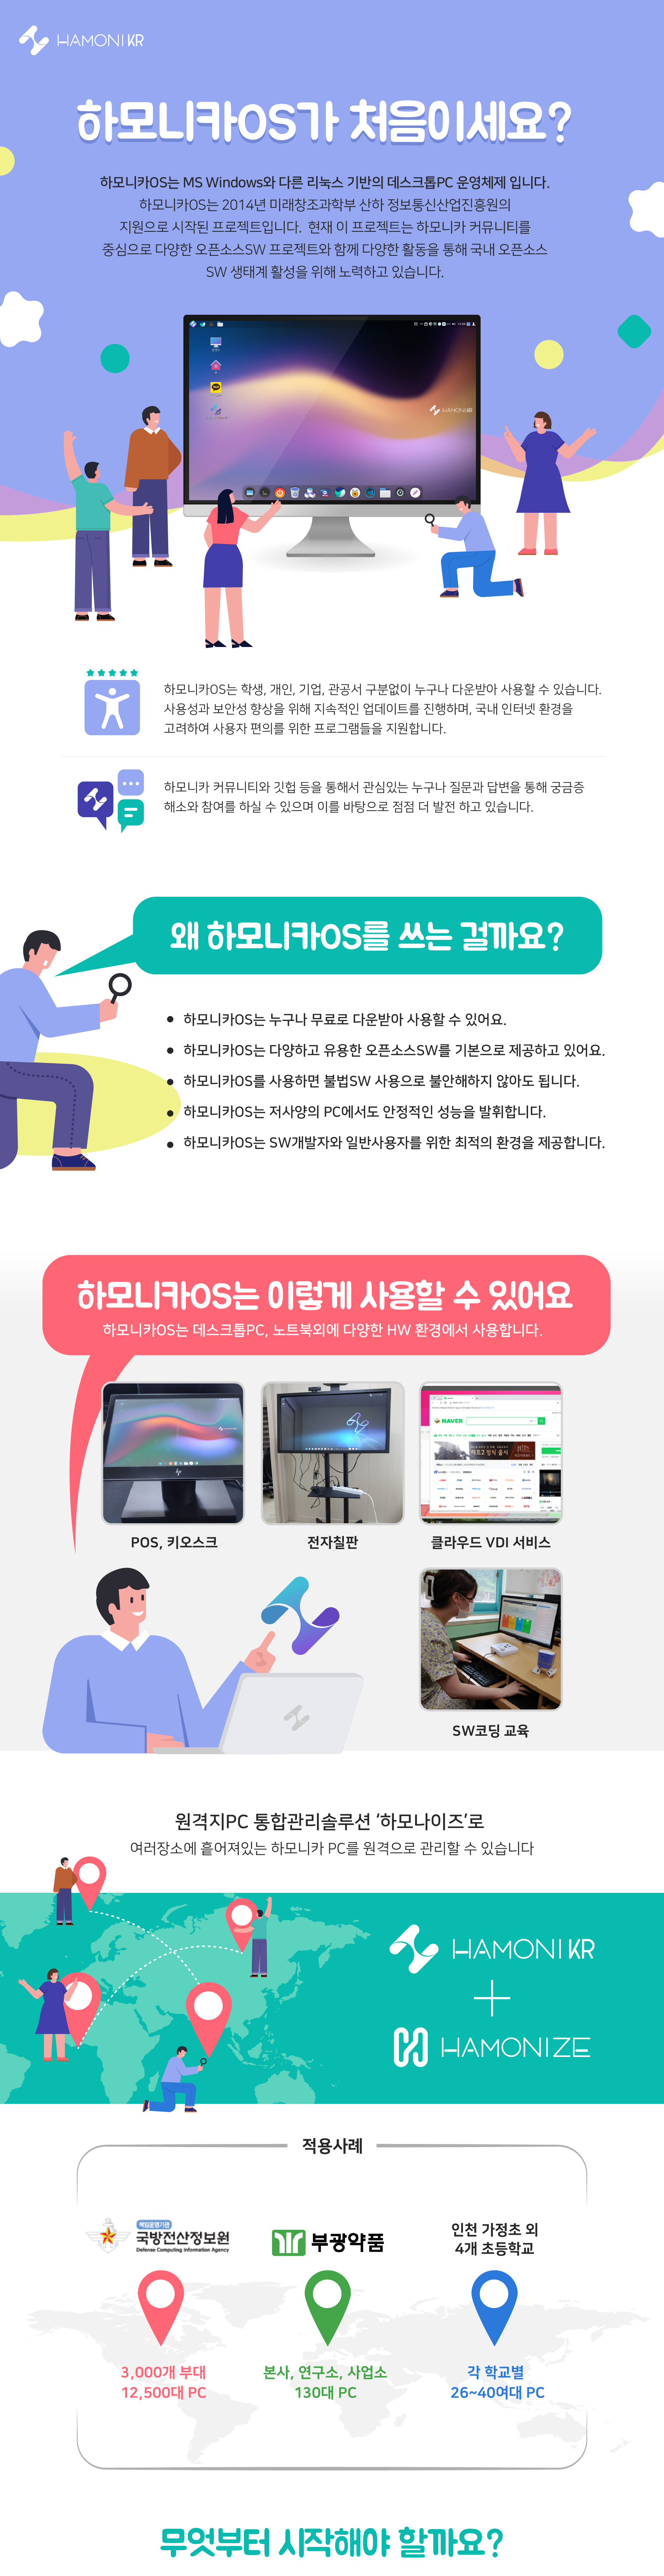 HAMONIKR
하모니카OS가 처음이세요?
하모니카OS는 MS Windows와 다른 리눅스 기반의 데스크톱PC 운영체제 입니다.
하모니카OS는 2014년 미래창조과학부 산하 정보통신산업진흥원의
지원으로 시작된 프로젝트입니다. 현재 이 프로젝트는 하모니카 커뮤니티를
중심으로 다양한 오픈소스SW 프로젝트와 함께 다양한 활동을 통해 국내 오픈소스
SW 생태계 활성을 위해 노력하고 있습니다.
HAMONIKR
하모니카OS는 학생, 개인, 기업, 관공서 구분없이 누구나 다운받아 사용할 수 있습니다.
사용성과 보안성 향상을 위해 지속적인 업데이트를 진행하며, 국내 인터넷 환경을
고려하여 사용자 편의를 위한 프로그램들을 지원합니다.
하모니카 커뮤니티와 깃헙 등을 통해서 관심있는 누구나 질문과 답변을 통해 궁금증
해소와 참여를 하실 수 있으며 이를 바탕으로 점점 더 발전 하고 있습니다.
왜 하모니카OS를 쓰는 걸까요?
• 하모니카OS는 누구나 무료로 다운받아 사용할 수 있어요.
• 하모니카OS는 다양하고 유용한 오픈소스SW를 기본으로 제공하고 있어요.
• 하모니카OS를 사용하면 불법SW 사용으로 불안해하지 않아도 됩니다.
• 하모니카OS는 저사양의 PC에서도 안정적인 성능을 발휘합니다.
• 하모니카OS는 SW개발자와 일반사용자를 위한 최적의 환경을 제공합니다.
하모니카OS는 이렇게 사용할 수 있어요
하모니카OS는 데스크톱PC, 노트북외에 다양한 HW 환경에서 사용합니다.
NAVER
POS, 키오스크
전자칠판
클라우드 VDI 서비스
SW코딩 교육
원격지PC 통합관리솔루션 '하모나이즈'로
여러장소에 흩어져있는 하모니카 PC를 원격으로 관리할 수 있습니다
HAMONIKR
+
HAMONIZE
적용사례
책임운영기관
국방전산정보원
Defense Computing Information Agency
부광약품
인천 가정초 외
4개 초등학교
3,000개 부대
12,500대 PC
본사, 연구소, 사업소
130대 PC
각 학교별
26~40여대 PC
무엇부터 시작해야 할까요?